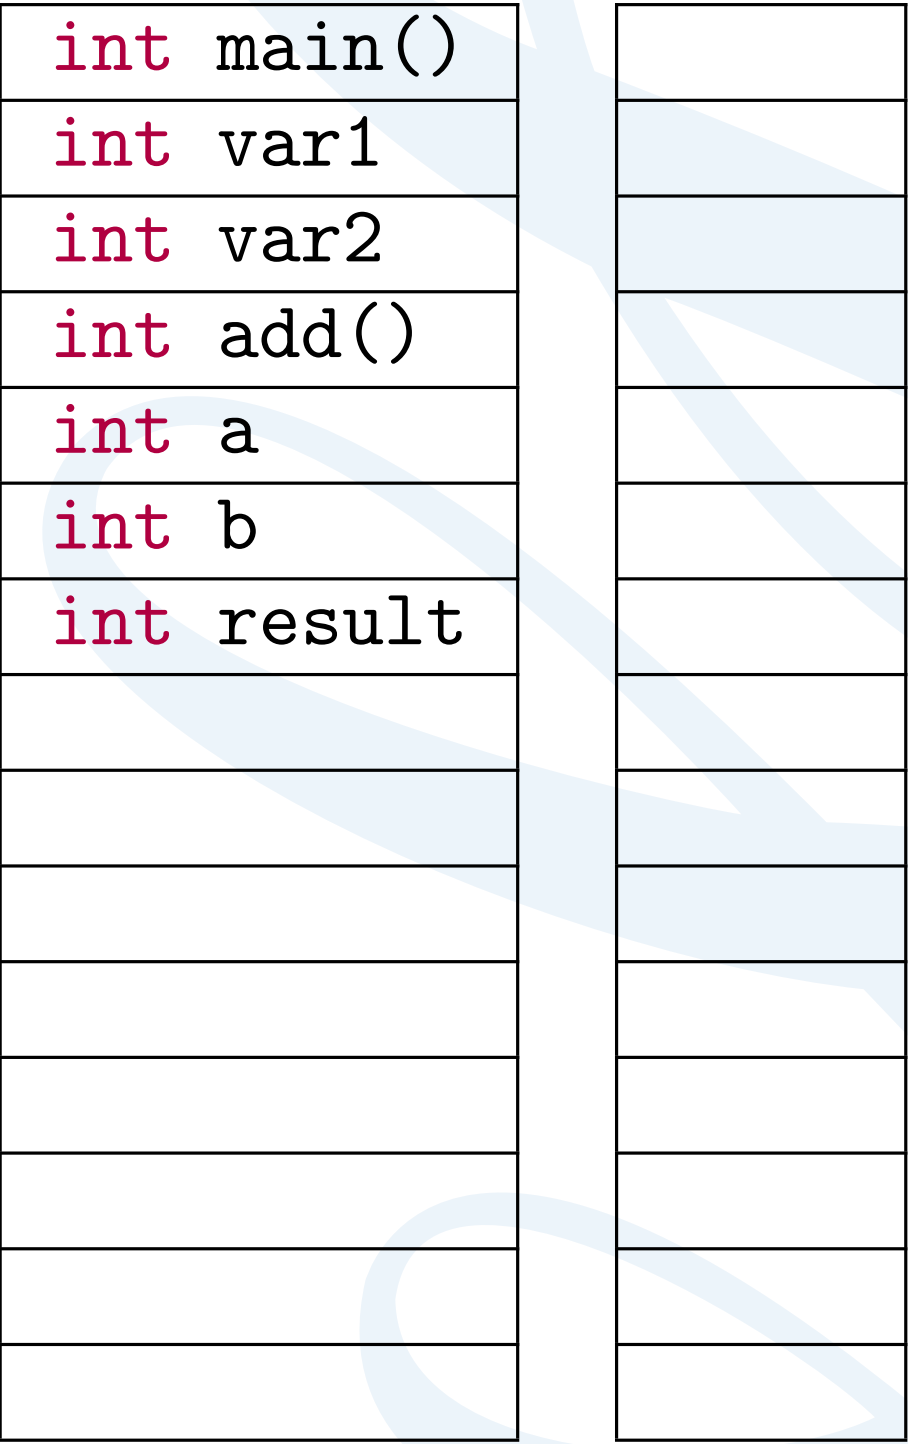 int main()
int var1
int var2
int add()
int a
int b
int result